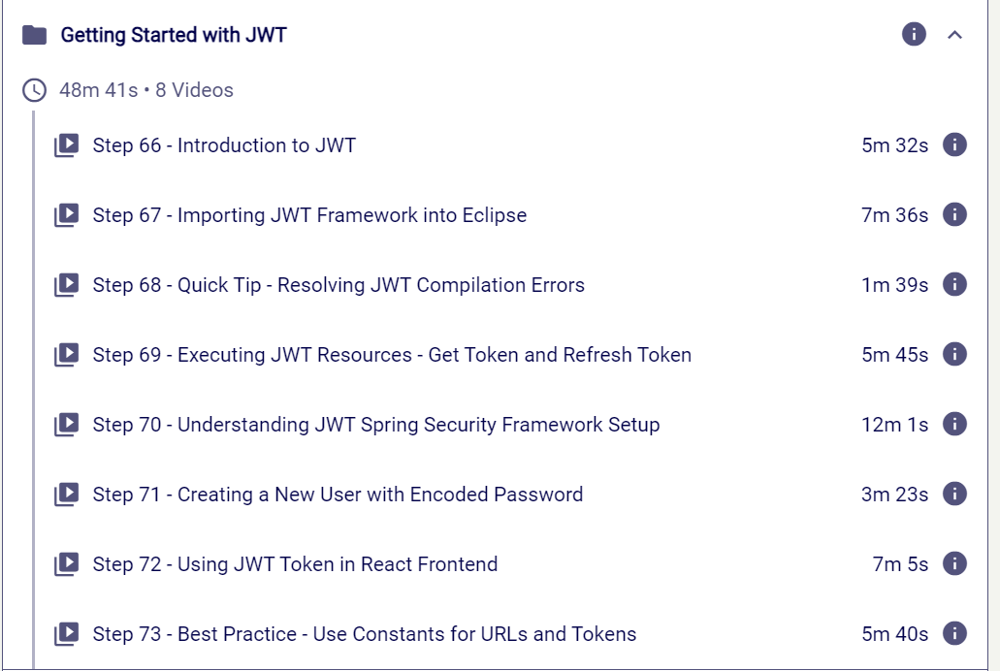 Getting Started with JWT
48m 41s • 8 Videos
Step 66 - Introduction to JWT 5m 32s
Step 67 - Importing JWT Framework into Eclipse 7m 36s
Step 68 - Quick Tip - Resolving JWT Compilation Errors 1m 39s
Step 69 - Executing JWT Resources - Get Token and Refresh Token 5m 45s
Step 70 - Understanding JWT Spring Security Framework Setup 12m 1s
Step 71 - Creating a New User with Encoded Password 3m 23s
Step 72 - Using JWT Token in React Frontend 7m 5s
Step 73 - Best Practice - Use Constants for URLs and Tokens 5m 40s